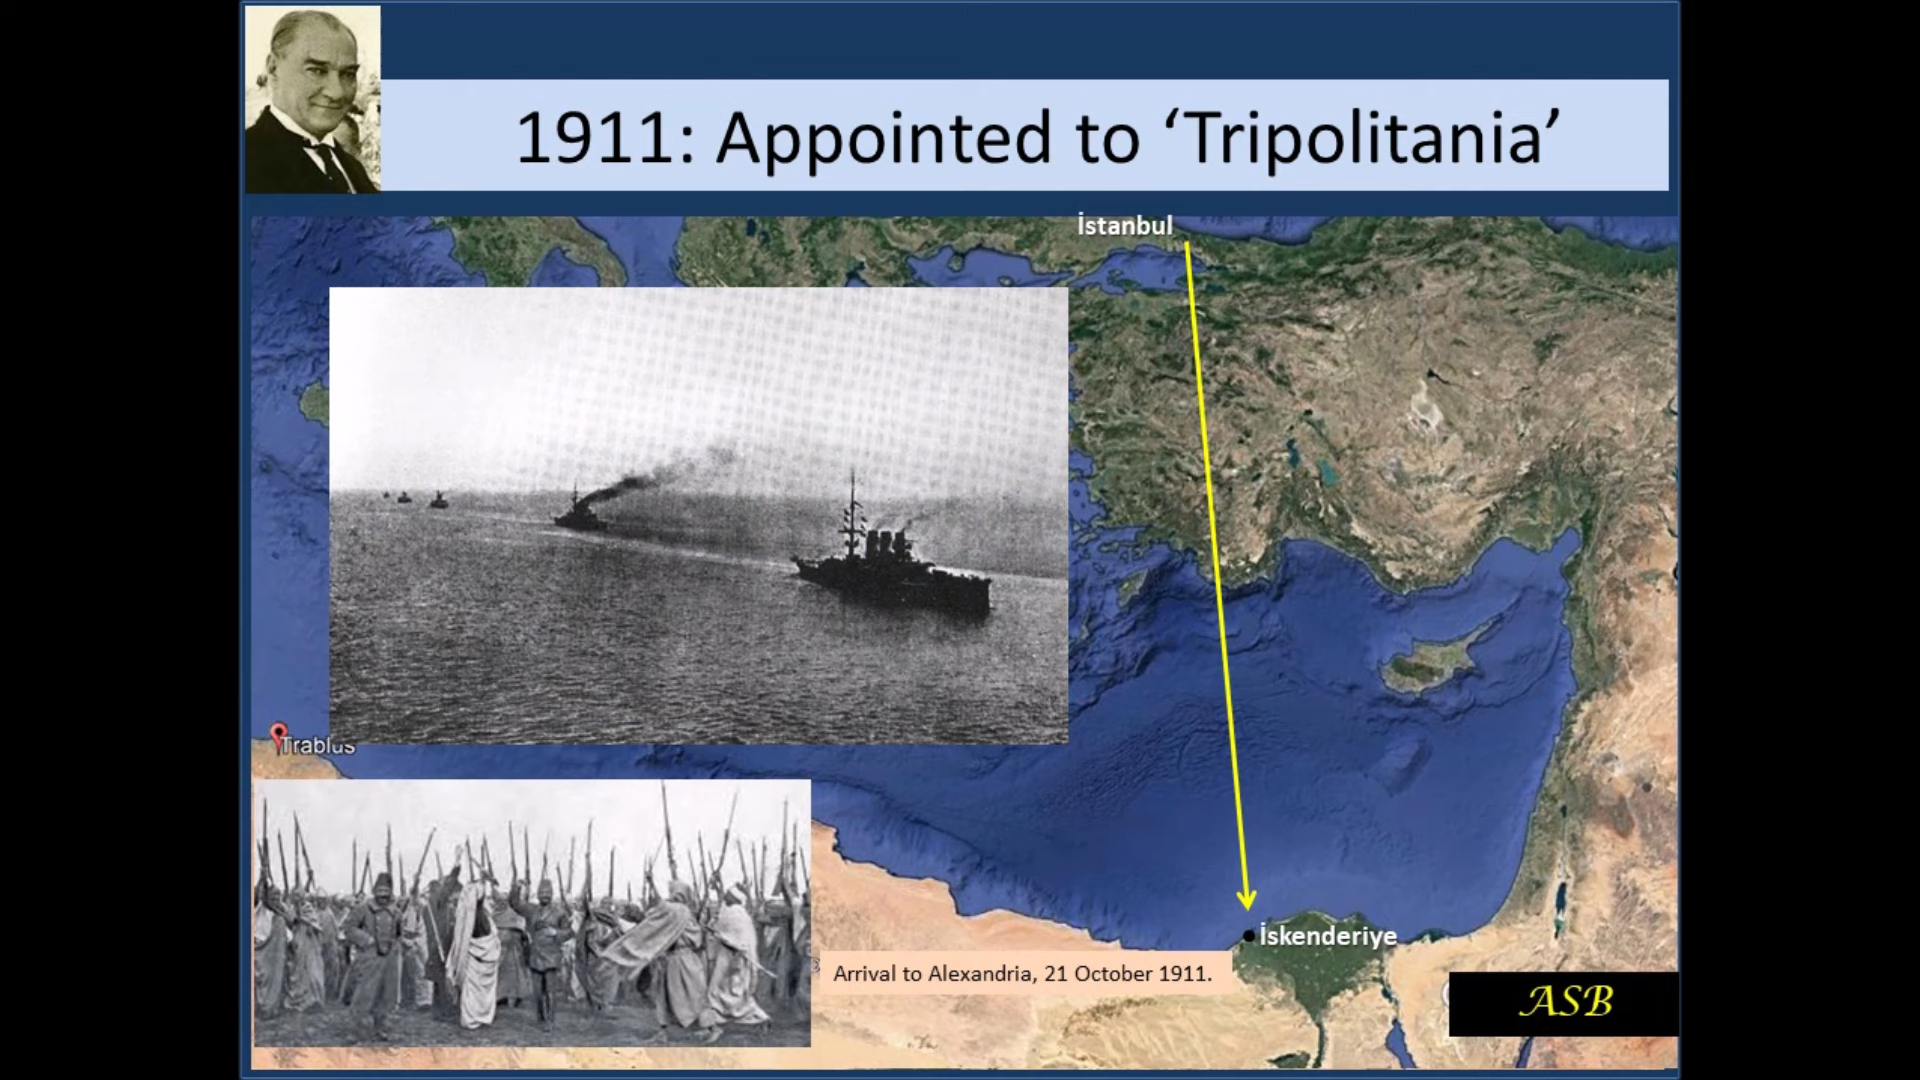 1911: Appointed to ‘Tripolitania’
İstanbul
Trablus
İskenderiye
Arrival to Alexandria, 21 October 1911.
ASB